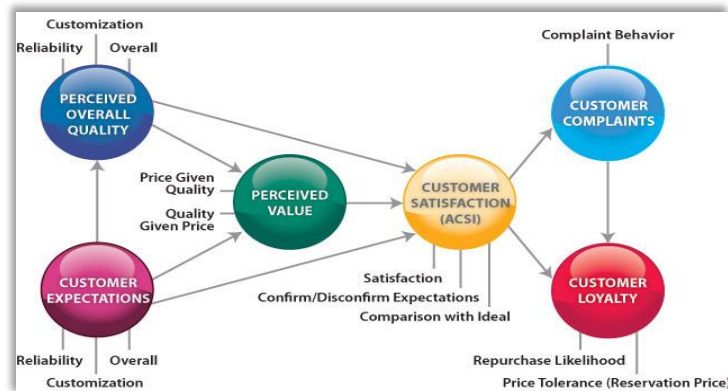 Customization
Reliability
Overall
PERCEIVED
OVERALL
QUALITY
Complaint Behavior
CUSTOMER
COMPLAINTS
Price Given
Quality
Quality
Given Price
PERCEIVED
VALUE
CUSTOMER
SATISFACTION
(ACSI)
CUSTOMER
EXPECTATIONS
Reliability
Overall
Customization
Satisfaction
Confirm/Disconfirm Expectations
Comparison with Ideal
CUSTOMER
LOYALTY
Repurchase Likelihood
Price Tolerance (Reservation Price)